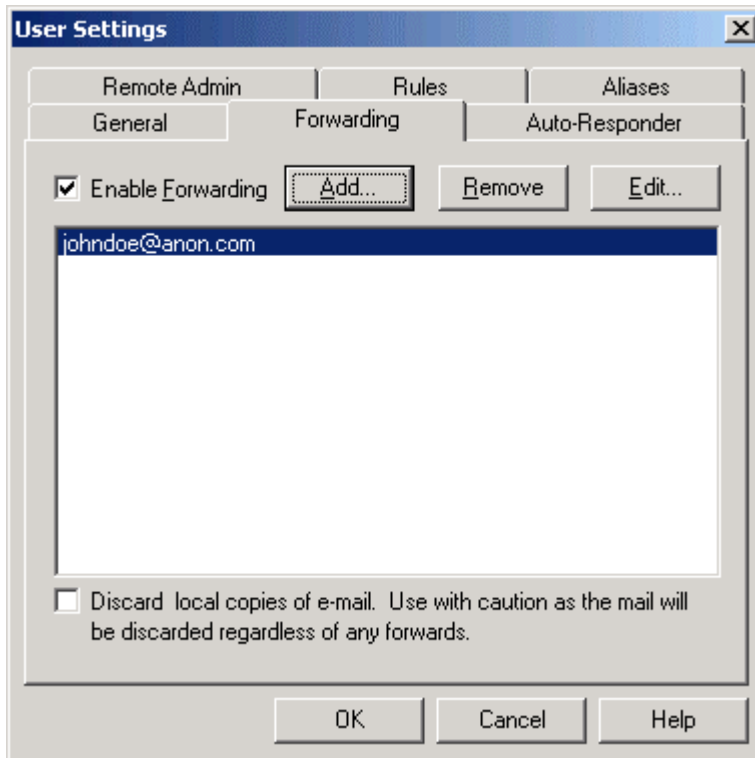 User Settings
Remote Admin Rules Aliases
General Forwarding Auto-Responder
Enable Forwarding Add... Remove Edit...
johndoe@anon.com
Discard local copies of e-mail. Use with caution as the mail will
be discarded regardless of any forwards.
OK Cancel Help